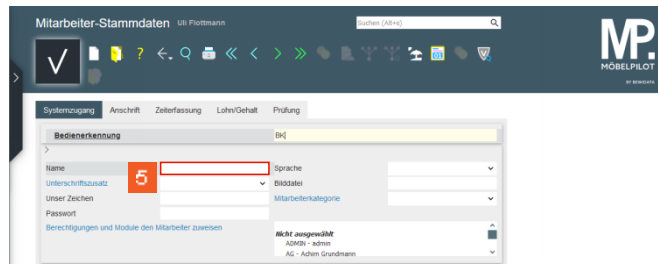 Mitarbeiter-Stammdaten Uli Flottmann Suchen (Alt+s)
MP.
MÖBELPILOT
BY BEWIDATA
Systemzugang Anschrift Zeiterfassung Lohn/Gehalt Prüfung
Bedienerkennung BK
Name 5 Sprache
Unterschriftszusatz Bilddatei
Unser Zeichen Mitarbeiterkategorie
Passwort
Berechtigungen und Module den Mitarbeiter zuweisen
Nicht ausgewählt
ADMIN - admin
AG - Achim Grundmann